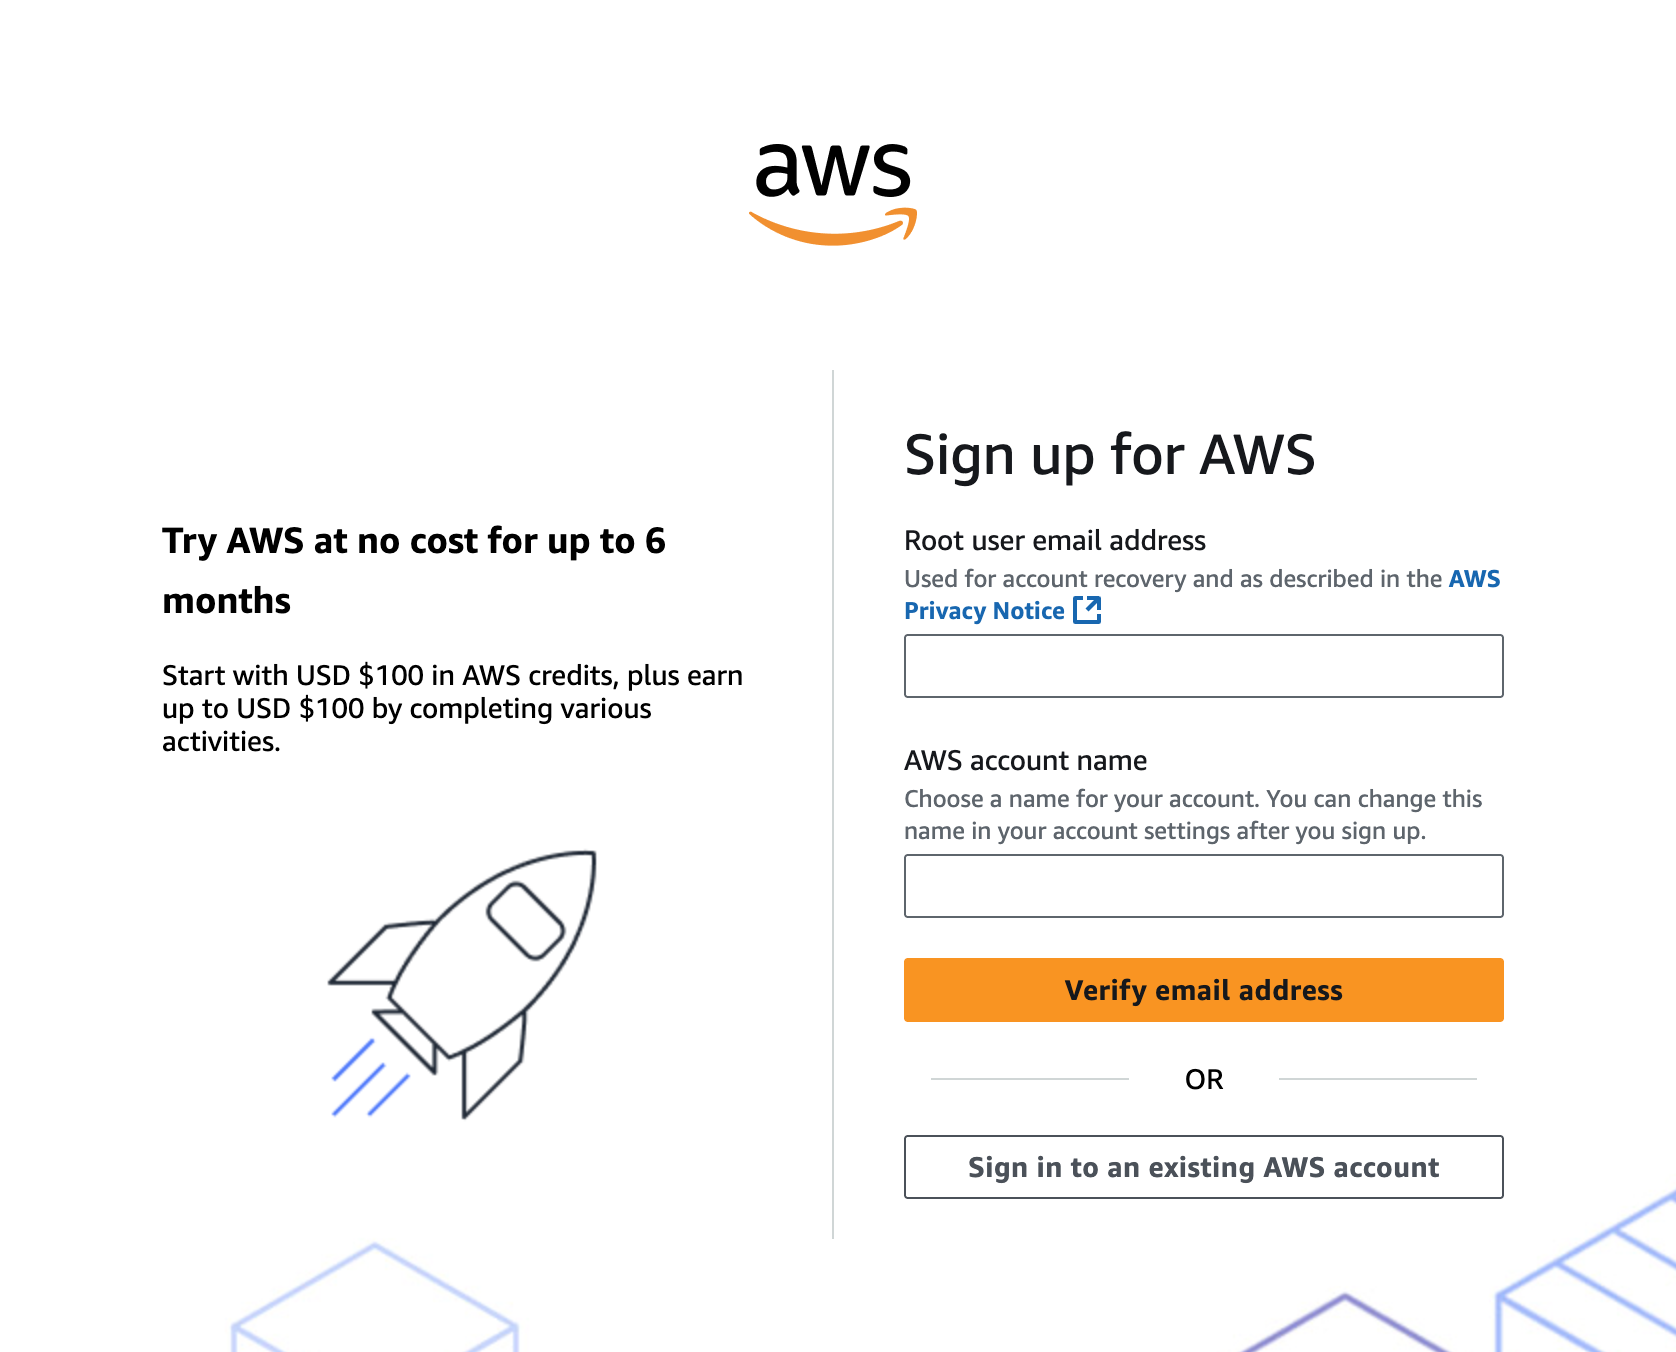 aws
Try AWS at no cost for up to 6
months
Start with USD $100 in AWS credits, plus earn
up to USD $100 by completing various
activities.
Sign up for AWS
Root user email address
Used for account recovery and as described in the AWS
Privacy Notice
AWS account name
Choose a name for your account. You can change this
name in your account settings after you sign up.
Verify email address
OR
Sign in to an existing AWS account